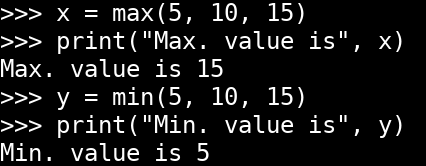 >>> x = max(5, 10, 15)
>>> print("Max. value is", x)
Max. value is 15
>>> y = min(5, 10, 15)
>>> print("Min. value is", y)
Min. value is 5